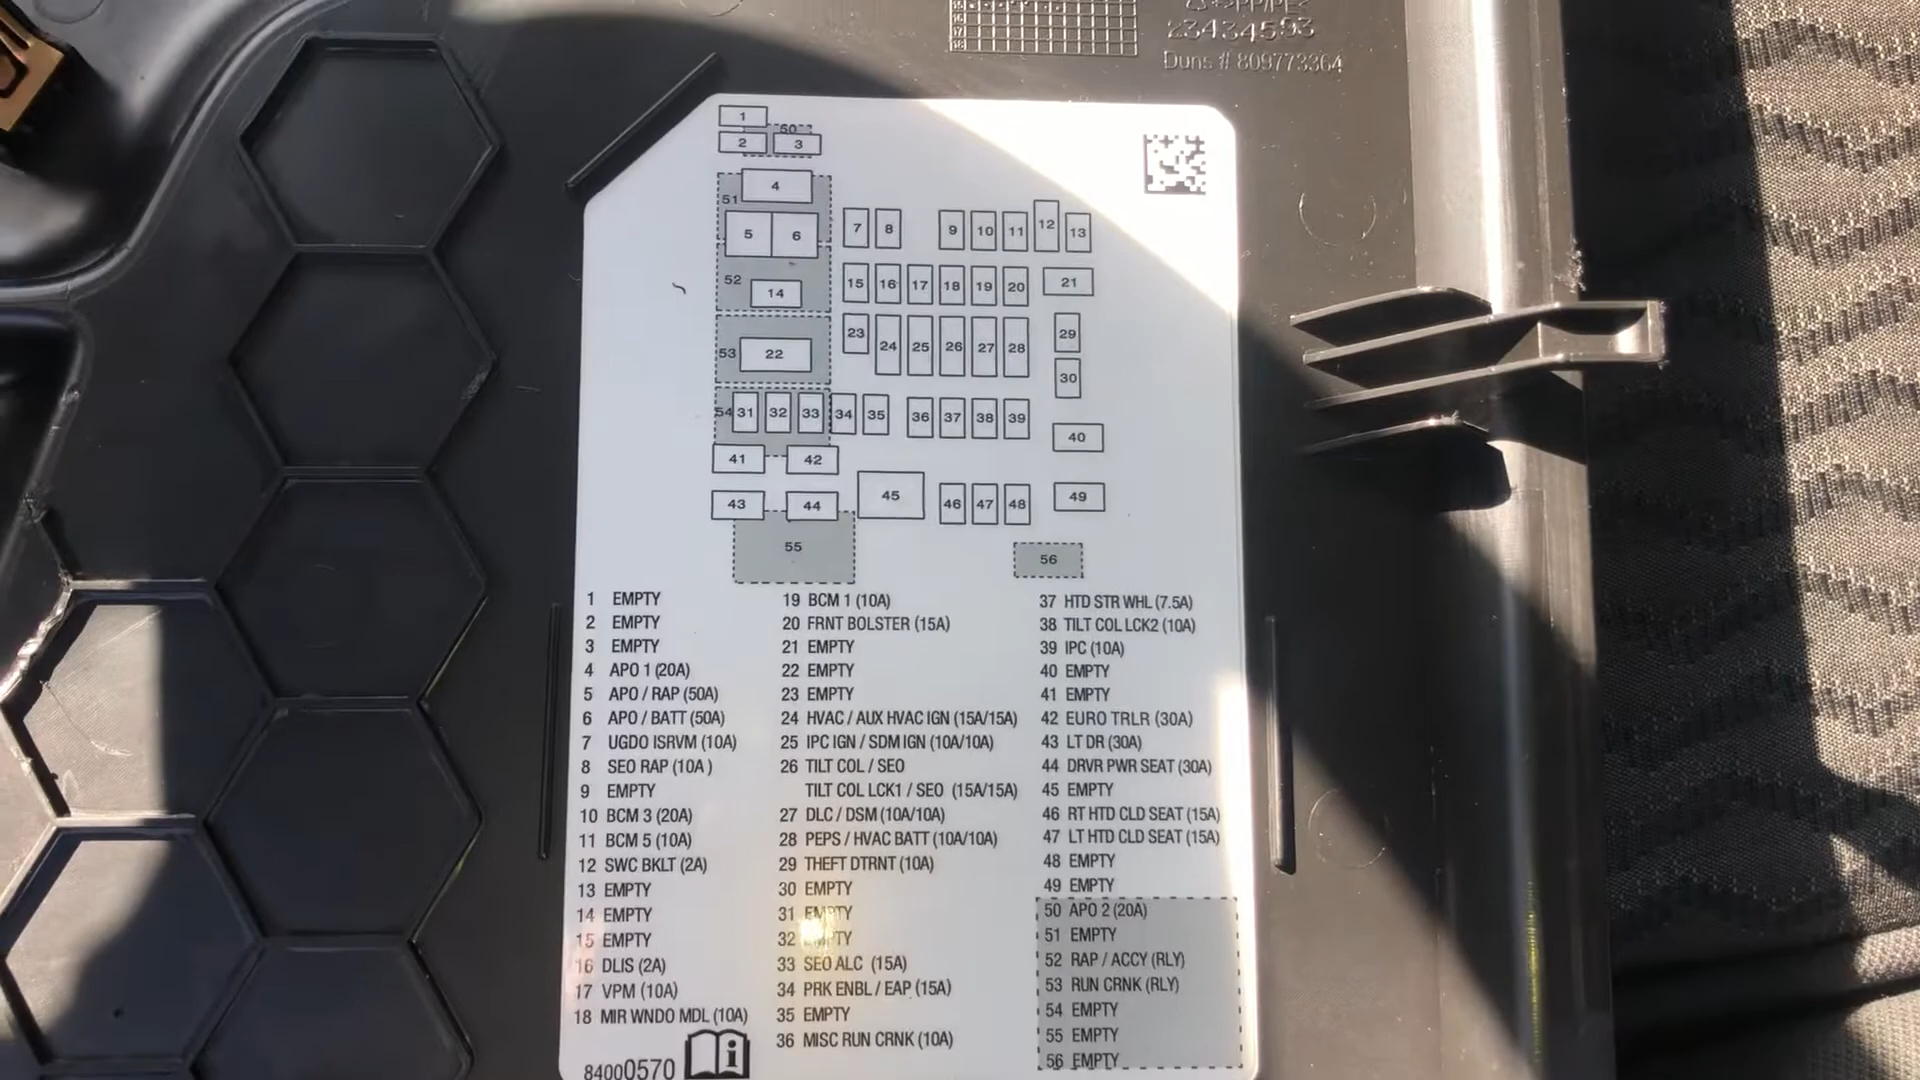 23434593
Duns # 809773364
1
50
2 3
4
51
5 6 7 8 9 10 11 12 13
52 14 15 16 17 18 19 20 21
53 22 23 24 25 26 27 28 29
30
54 31 32 33 34 35 36 37 38 39
40
41 42
43 44 45 46 47 48 49
55 56
1 EMPTY
2 EMPTY
3 EMPTY
4 APO 1 (20A)
5 APO / RAP (50A)
6 APO / BATT (50A)
7 UGDO ISRVM (10A)
8 SEO RAP (10A )
9 EMPTY
10 BCM 3 (20A)
11 BCM 5 (10A)
12 SWC BKLT (2A)
13 EMPTY
14 EMPTY
15 EMPTY
16 DLIS (2A)
17 VPM (10A)
18 MIR WNDO MDL (10A)
84000570
19 BCM 1 (10A)
20 FRNT BOLSTER (15A)
21 EMPTY
22 EMPTY
23 EMPTY
24 HVAC / AUX HVAC IGN (15A/15A)
25 IPC IGN / SDM IGN (10A/10A)
26 TILT COL / SEO
TILT COL LCK1 / SEO (15A/15A)
27 DLC / DSM (10A/10A)
28 PEPS / HVAC BATT (10A/10A)
29 THEFT DTRNT (10A)
30 EMPTY
31 EMPTY
32 EMPTY
33 SEO ALC (15A)
34 PRK ENBL / EAP (15A)
35 EMPTY
36 MISC RUN CRNK (10A)
37 HTD STR WHL (7.5A)
38 TILT COL LCK2 (10A)
39 IPC (10A)
40 EMPTY
41 EMPTY
42 EURO TRLR (30A)
43 LT DR (30A)
44 DRVR PWR SEAT (30A)
45 EMPTY
46 RT HTD CLD SEAT (15A)
47 LT HTD CLD SEAT (15A)
48 EMPTY
49 EMPTY
50 APO 2 (20A)
51 EMPTY
52 RAP / ACCY (RLY)
53 RUN CRNK (RLY)
54 EMPTY
55 EMPTY
56 EMPTY